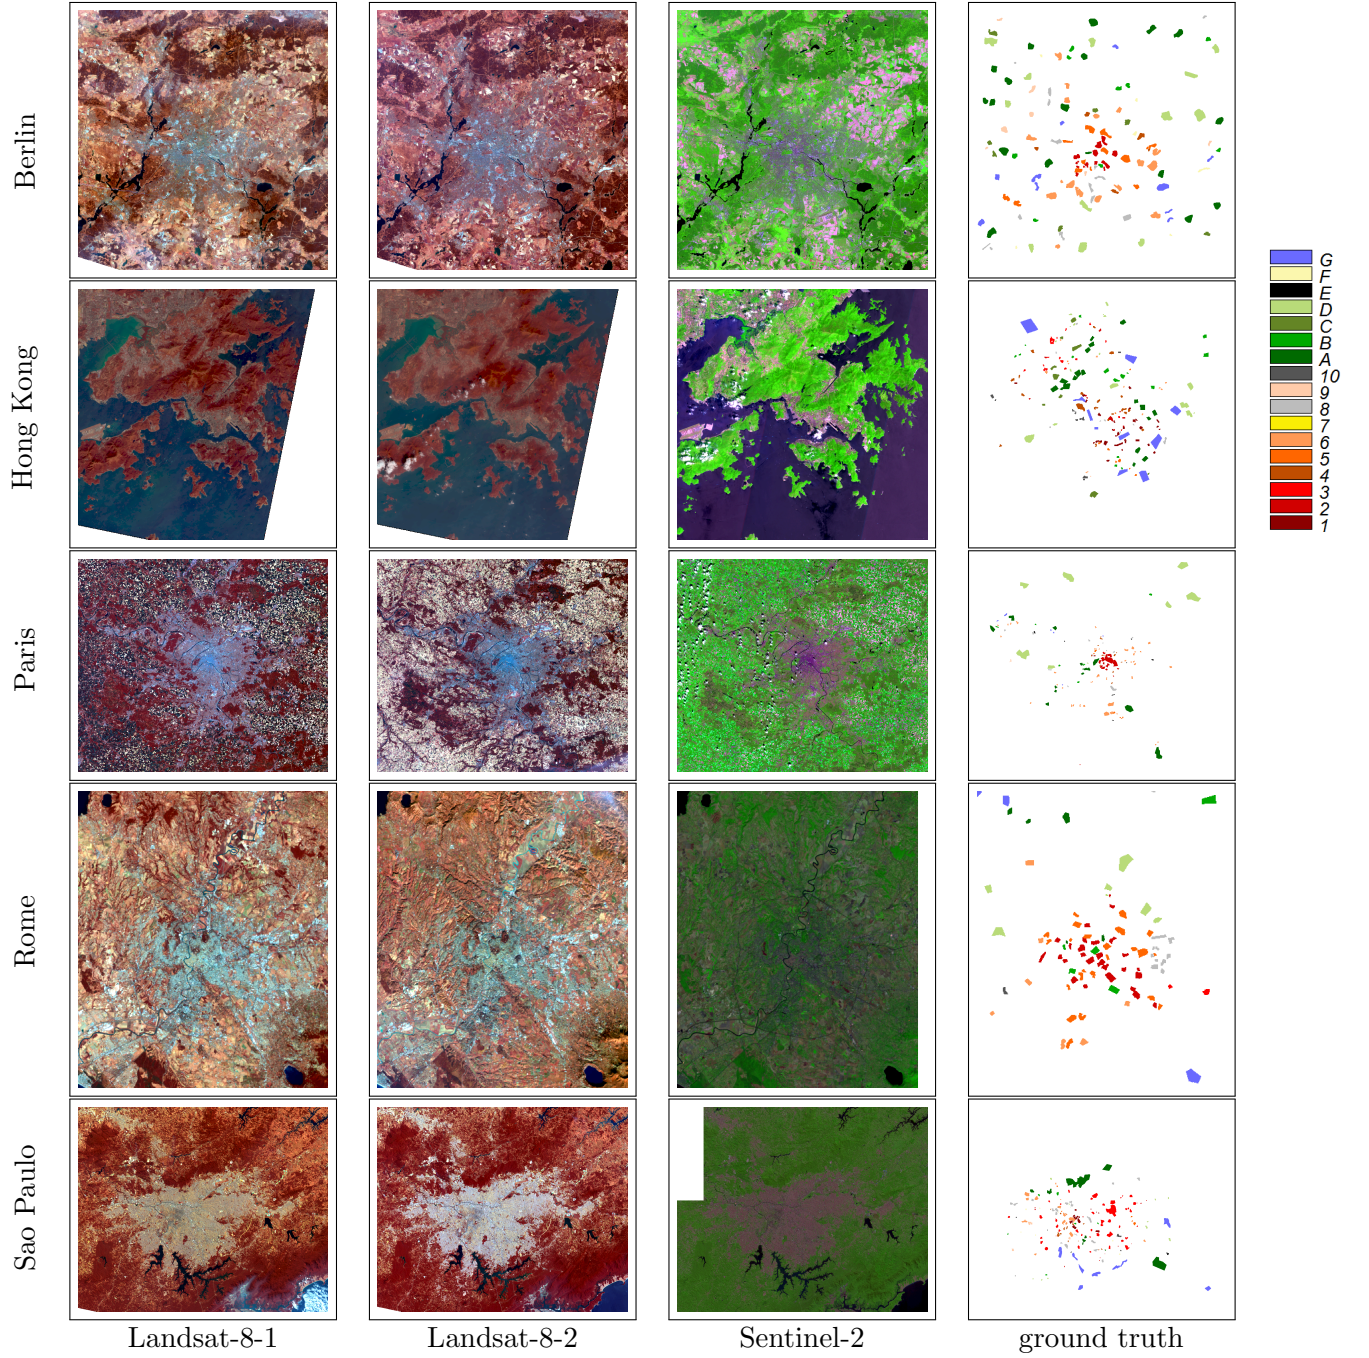 Berlin
Hong Kong
Paris
Rome
Sao Paulo
G
F
E
D
C
B
A
10
9
8
7
6
5
4
3
2
1
Landsat-8-1
Landsat-8-2
Sentinel-2
ground truth